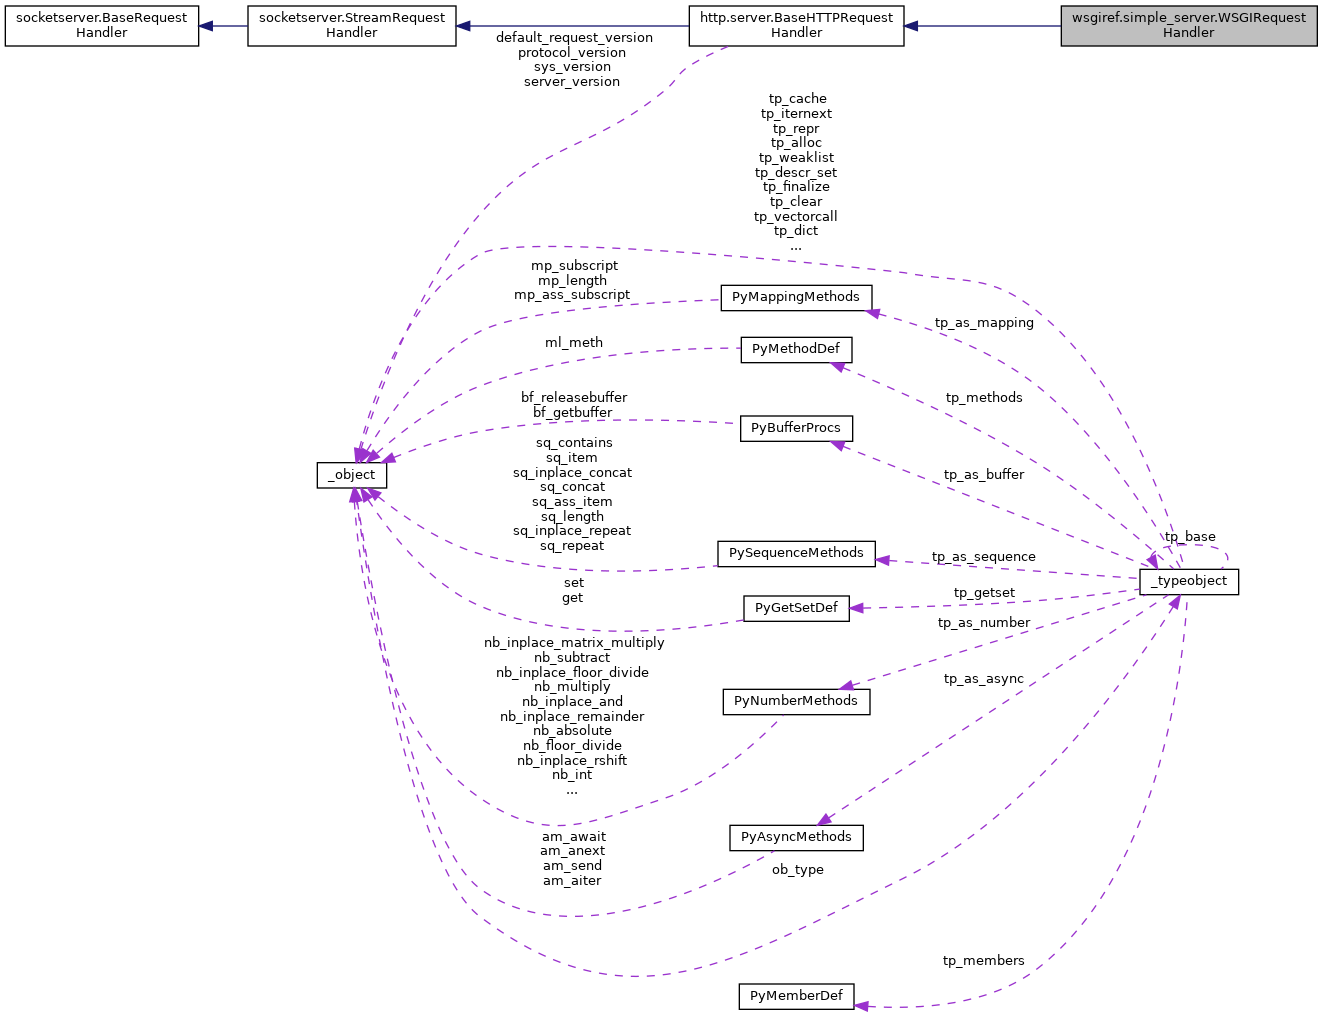 socketserver.BaseRequest
Handler
socketserver.StreamRequest
Handler
http.server.BaseHTTPRequest
Handler
wsgiref.simple_server.WSGIRequest
Handler
default_request_version
protocol_version
sys_version
server_version
tp_cache
tp_iternext
tp_repr
tp_alloc
tp_weaklist
tp_descr_set
tp_finalize
tp_clear
tp_vectorcall
tp_dict
...
mp_subscript
mp_length
mp_ass_subscript
PyMappingMethods
tp_as_mapping
ml_meth
PyMethodDef
tp_methods
bf_releasebuffer
bf_getbuffer
PyBufferProcs
tp_as_buffer
_object
sq_contains
sq_item
sq_inplace_concat
sq_concat
sq_ass_item
sq_length
sq_inplace_repeat
sq_repeat
PySequenceMethods
tp_as_sequence
tp_base
_typeobject
set
get
PyGetSetDef
tp_getset
tp_as_number
nb_inplace_matrix_multiply
nb_subtract
nb_inplace_floor_divide
nb_multiply
nb_inplace_and
nb_inplace_remainder
nb_absolute
nb_floor_divide
nb_inplace_rshift
nb_int
...
PyNumberMethods
tp_as_async
am_await
am_anext
am_send
am_aiter
PyAsyncMethods
ob_type
tp_members
PyMemberDef